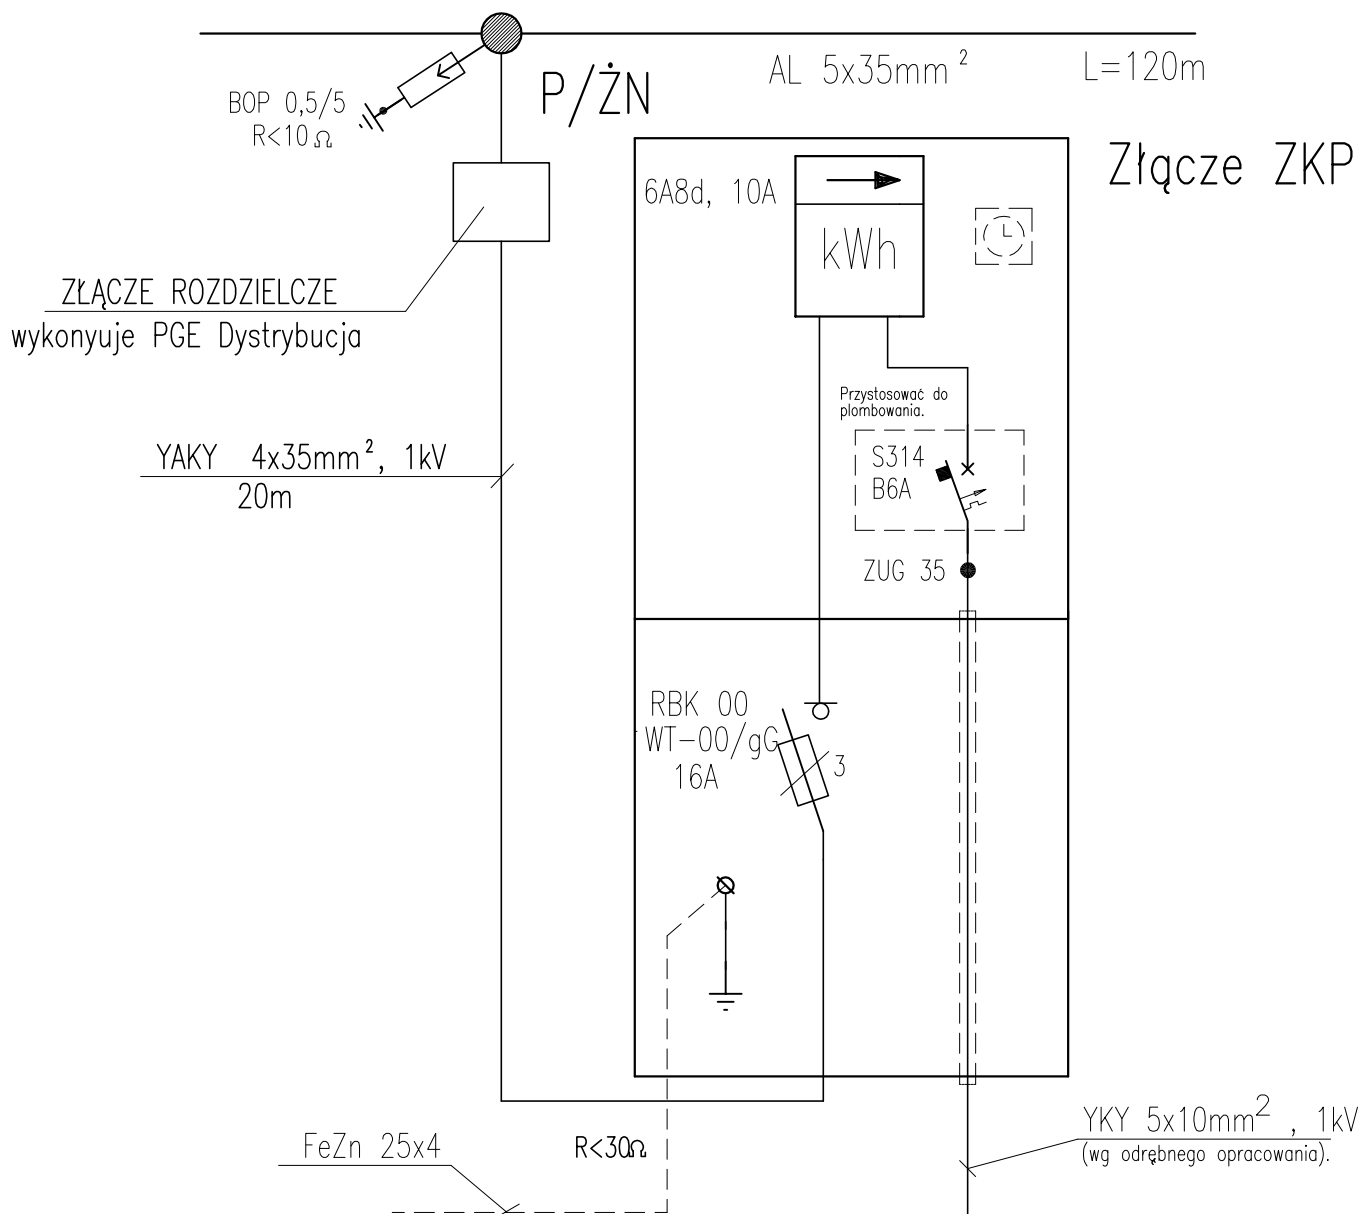 AL 5x35mm² L=120m
P/ŻN
BOP 0,5/5
R<10Ω
Złącze ZKP
6A8d, 10A
kWh
ZŁĄCZE ROZDZIELCZE
wykonyuje PGE Dystrybucja
Przystosować do
plombowania.
YAKY 4x35mm², 1kV
20m
S314
B6A
ZUG 35
RBK 00
WT-00/gG
16A
3
YKY 5x10mm² , 1kV
(wg odrębnego opracowania).
FeZn 25x4
R<30Ω